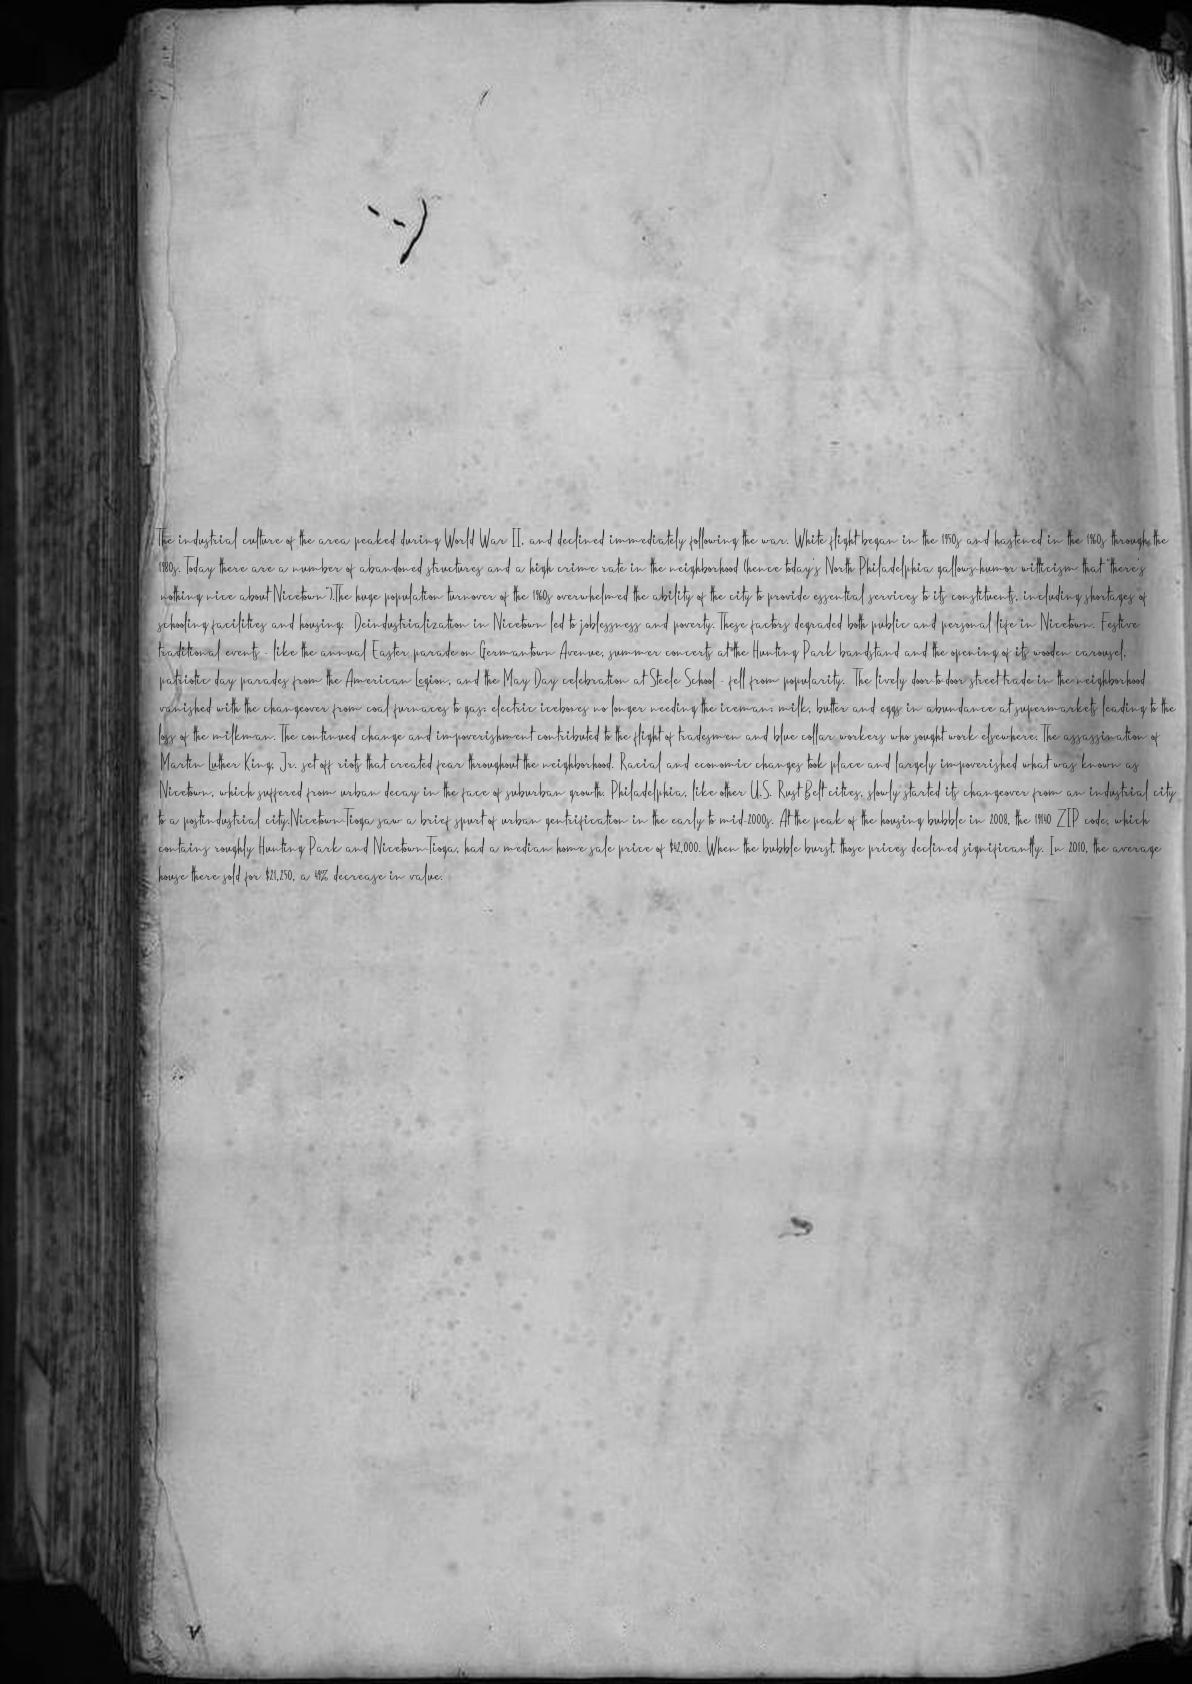 The industrial culture of the area peaked during World War II, and declined immediately following the war. White flight began in the 1950s and hastened in the 1960s through the
1980s. Today there are a number of abandoned structures and a high crime rate in the neighborhood (hence today's North Philadelphia gallows-humor witticism that "there's
nothing nice about Nicetown").The huge population turnover of the 1960s overwhelmed the ability of the city to provide essential services to its constituents, including shortages of
schooling facilities and housing. Deindustrialization in Nicetown led to joblessness and poverty. These factors degraded both public and personal life in Nicetown. Festive
traditional events - like the annual Easter parade on Germantown Avenue, summer concerts at the Hunting Park bandstand and the opening of its wooden carousel,
patriotic day parades from the American Legion, and the May Day celebration at Steele School - fell from popularity. The lively door-to-door street-trade in the neighborhood
vanished with the changeover from coal furnaces to gas; electric iceboxes no longer needing the iceman; milk, butter and eggs in abundance at supermarkets leading to the
loss of the milkman. The continued change and impoverishment contributed to the flight of tradesmen and blue collar workers who sought work elsewhere. The assassination of
Martin Luther King, Jr. set off riots that created fear throughout the neighborhood. Racial and economic changes took place and largely impoverished what was known as
Nicetown, which suffered from urban decay in the face of suburban growth. Philadelphia, like other U.S. Rust Belt cities, slowly started its changeover from an industrial city
to a postindustrial city.Nicetown-Tioga saw a brief spurt of urban gentrification in the early to mid-2000s. At the peak of the housing bubble in 2008, the 19140 ZIP code, which
contains roughly Hunting Park and Nicetown-Tioga, had a median home sale price of $42,000. When the bubble burst, those prices declined significantly. In 2010, the average
house there sold for $21,250, a 49% decrease in value.